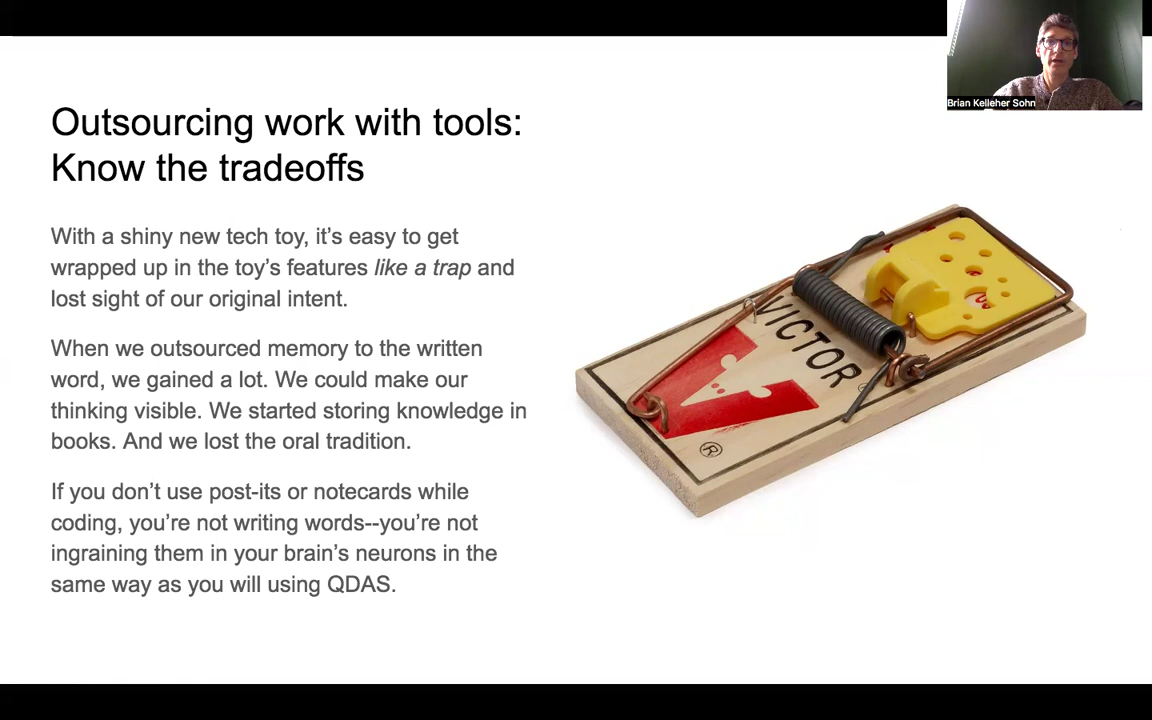 Brian Kelleher Sohn
Outsourcing work with tools:
Know the tradeoffs
With a shiny new tech toy, it’s easy to get
wrapped up in the toy’s features like a trap and
lost sight of our original intent.
When we outsourced memory to the written
word, we gained a lot. We could make our
thinking visible. We started storing knowledge in
books. And we lost the oral tradition.
If you don’t use post-its or notecards while
coding, you’re not writing words--you’re not
ingraining them in your brain’s neurons in the
same way as you will using QDAS.
VICTOR
®